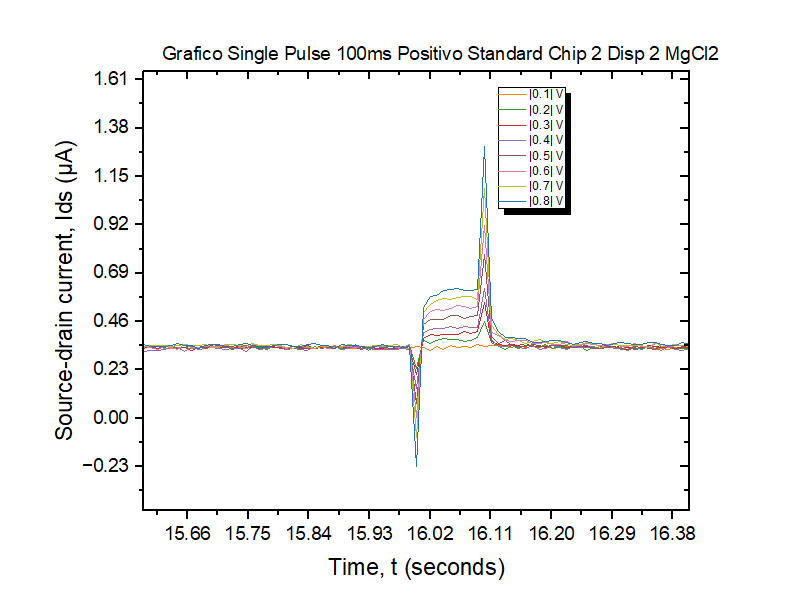 Grafico Single Pulse 100ms Positivo Standard Chip 2 Disp 2 MgCl2
1.61
1.38
1.15
0.92
0.69
0.46
0.23
0.00
−0.23
Source-drain current, Ids (µA)
|0.1| V
|0.2| V
|0.3| V
|0.4| V
|0.5| V
|0.6| V
|0.7| V
|0.8| V
15.66 15.75 15.84 15.93 16.02 16.11 16.20 16.29 16.38
Time, t (seconds)